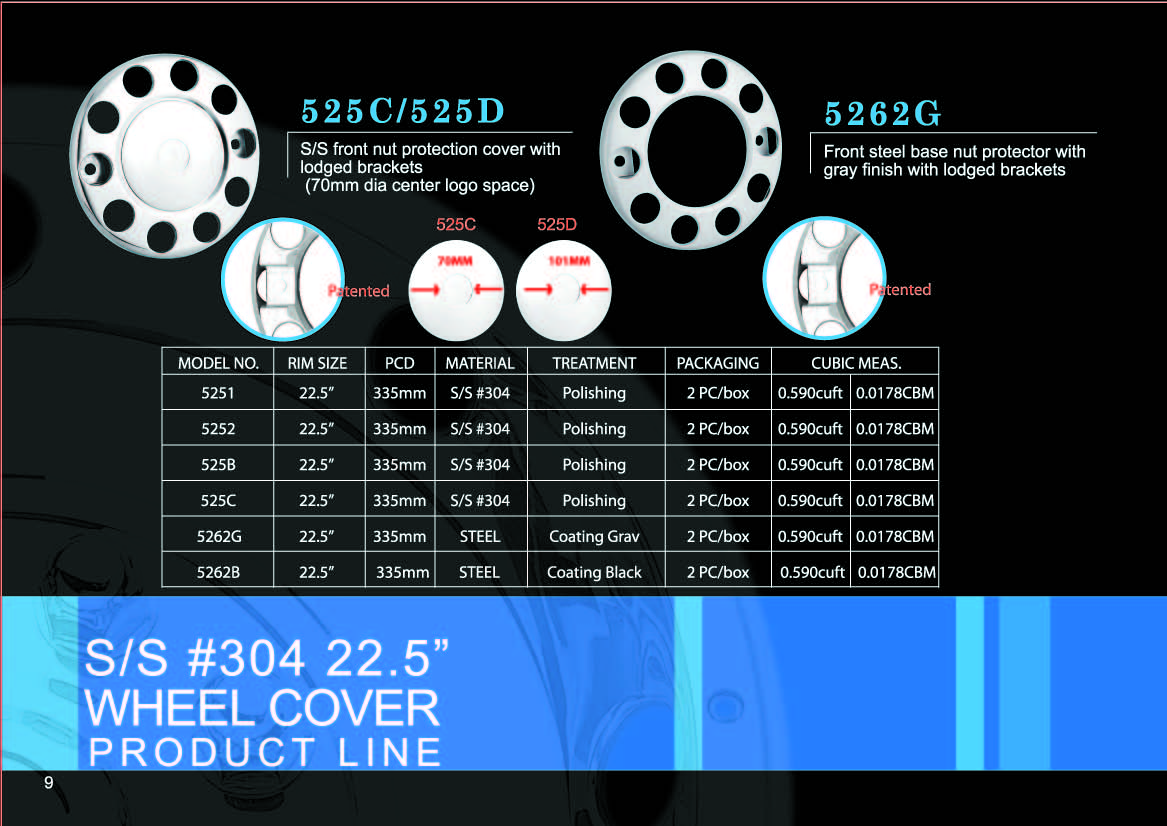 525C/525D
S/S front nut protection cover with
lodged brackets
(70mm dia center logo space)
5262G
Front steel base nut protector with
gray finish with lodged brackets
525C
525D
70MM
101MM
Patented
Patented
MODEL NO. RIM SIZE PCD MATERIAL TREATMENT PACKAGING CUBIC MEAS.
5251 22.5” 335mm S/S #304 Polishing 2 PC/box 0.590cuft 0.0178CBM
5252 22.5” 335mm S/S #304 Polishing 2 PC/box 0.590cuft 0.0178CBM
525B 22.5” 335mm S/S #304 Polishing 2 PC/box 0.590cuft 0.0178CBM
525C 22.5” 335mm S/S #304 Polishing 2 PC/box 0.590cuft 0.0178CBM
5262G 22.5” 335mm STEEL Coating Grav 2 PC/box 0.590cuft 0.0178CBM
5262B 22.5” 335mm STEEL Coating Black 2 PC/box 0.590cuft 0.0178CBM
S/S #304 22.5”
WHEEL COVER
PRODUCT LINE
9